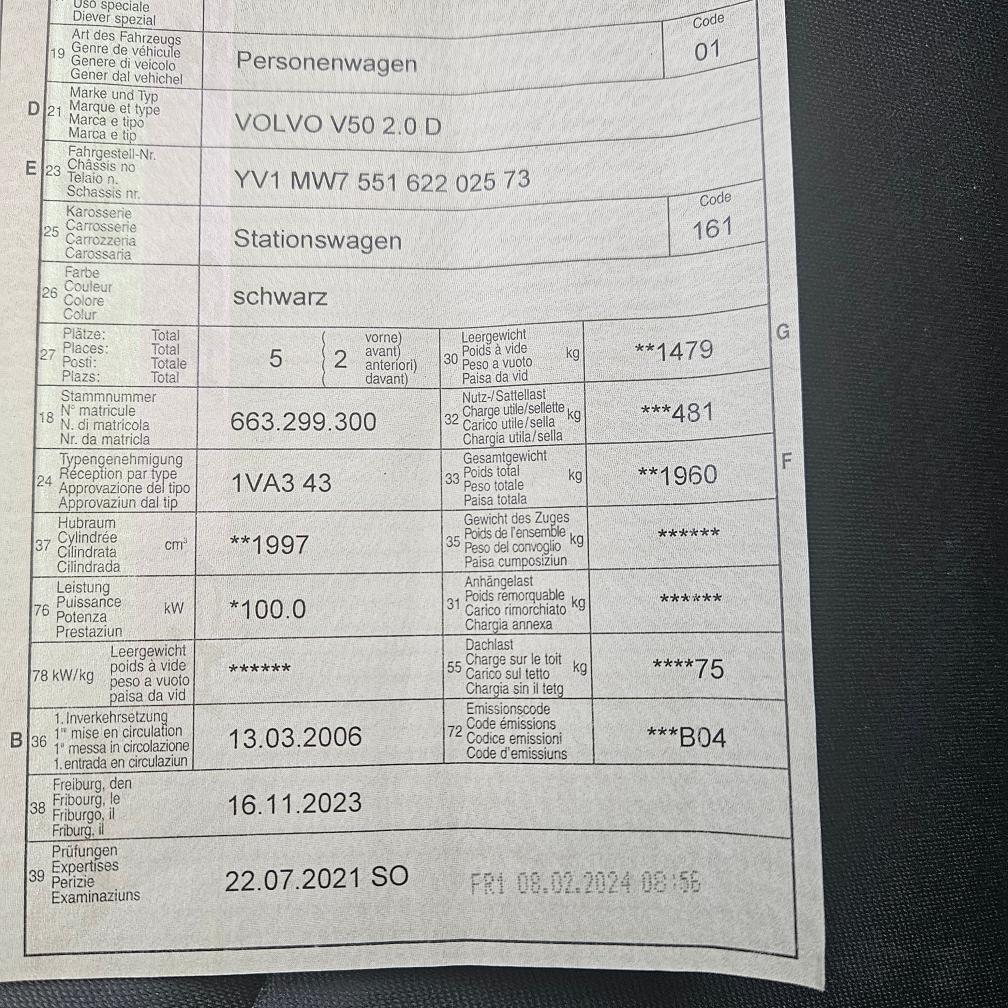 Uso speciale
Diever spezial
19 Art des Fahrzeugs
Genre de véhicule
Genere di veicolo
Gener dal vehichel
Personenwagen
Code
01
D 21 Marke und Typ
Marque et type
Marca e tipo
Marca e tip
VOLVO V50 2.0 D
E 23 Fahrgestell-Nr.
Châssis no
Telaio n.
Schassis nr.
YV1 MW7 551 622 025 73
25 Karosserie
Carrosserie
Carrozzeria
Carossaria
Stationswagen
Code
161
26 Farbe
Couleur
Colore
Colur
schwarz
27 Plätze: Total
Places: Total
Posti: Totale
Plazs: Total
5 ( 2 vorne)
avant)
anteriori)
davant)
30 Leergewicht
Poids à vide
Peso a vuoto
Paisa da vid
kg
**1479
G
18 Stammnummer
N° matricule
N. di matricola
Nr. da matricla
663.299.300
32 Nutz-/Sattellast
Charge utile/sellette
Carico utile/sella
Chargia utila/sella
kg
***481
24 Typengenehmigung
Réception par type
Approvazione del tipo
Approvaziun dal tip
1VA3 43
33 Gesamtgewicht
Poids total
Peso totale
Paisa totala
kg
**1960
F
37 Hubraum
Cylindrée
Cilindrata
Cilindrada
cm³
**1997
35 Gewicht des Zuges
Poids de l'ensemble
Peso del convoglio
Paisa cumposiziun
kg
******
76 Leistung
Puissance
Potenza
Prestaziun
kW
*100.0
31 Anhängelast
Poids remorquable
Carico rimorchiato
Chargia annexa
kg
******
78 kW/kg Leergewicht
poids à vide
peso a vuoto
paisa da vid
******
55 Dachlast
Charge sur le toit
Carico sul tetto
Chargia sin il tetg
kg
****75
B 36 1. Inverkehrsetzung
1re mise en circulation
1a messa in circolazione
1. entrada en circulaziun
13.03.2006
72 Emissionscode
Code émissions
Codice emissioni
Code d'emissiuns
***B04
38 Freiburg, den
Fribourg, le
Friburgo, il
Friburg, il
16.11.2023
39 Prüfungen
Expertises
Perizie
Examinaziuns
22.07.2021 SO
FR1 08.02.2024 08:56